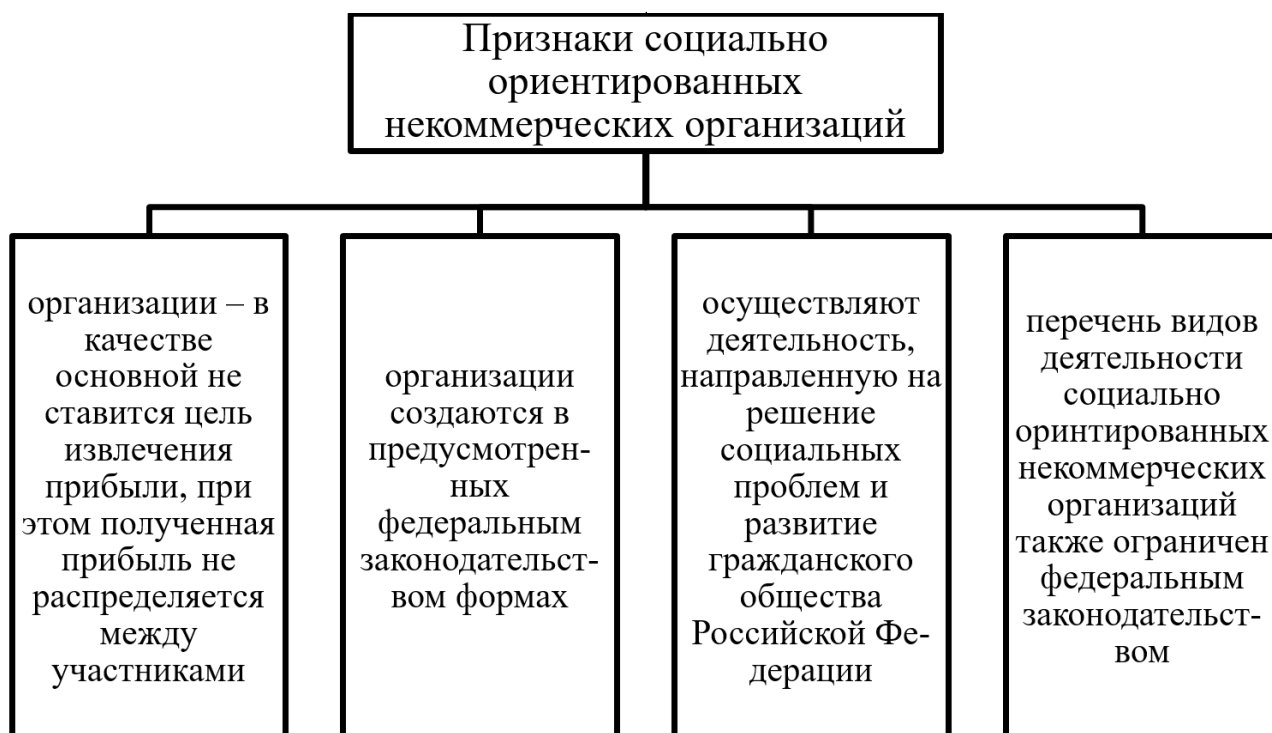 Признаки социально
ориентированных
некоммерческих организаций
организации – в
качестве
основной не
ставится цель
извлечения
прибыли, при
этом полученная
прибыль не
распределяется
между
участниками
организации
создаются в
предусмотрен-
ных
федеральным
законодательст-
вом формах
осуществляют
деятельность,
направленную на
решение
социальных
проблем и
развитие
гражданского
общества
Российской Фе-
дерации
перечень видов
деятельности
социально
оринтированных
некоммерческих
организаций
также ограничен
федеральным
законодательст-
вом